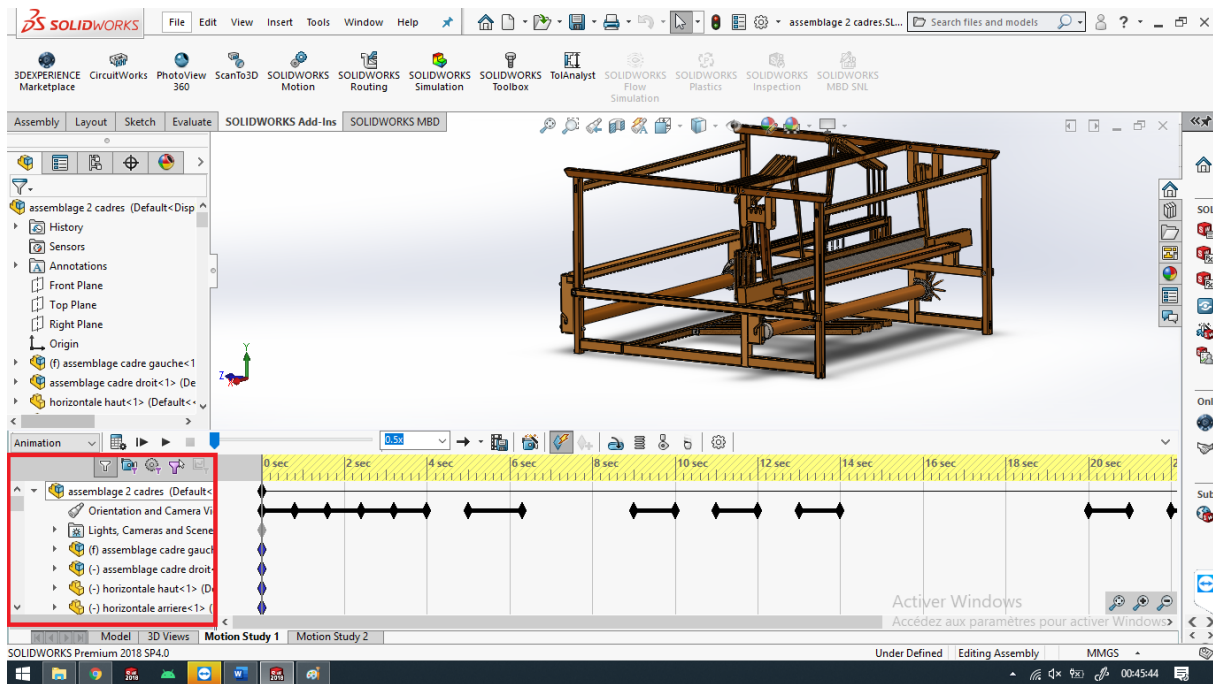 SOLIDWORKS File Edit View Insert Tools Window Help assemblage 2 cadres.SL... Search files and models ?
3DEXPERIENCE Marketplace
CircuitWorks
PhotoView 360
ScanTo3D
SOLIDWORKS Motion
SOLIDWORKS Routing
SOLIDWORKS Simulation
SOLIDWORKS Toolbox
TolAnalyst
SOLIDWORKS Flow Simulation
SOLIDWORKS Plastics
SOLIDWORKS Inspection
SOLIDWORKS MBD SNL
Assembly Layout Sketch Evaluate SOLIDWORKS Add-Ins SOLIDWORKS MBD
assemblage 2 cadres (Default<Disp
History
Sensors
A Annotations
Front Plane
Top Plane
Right Plane
Origin
(f) assemblage cadre gauche<1
assemblage cadre droit<1> (De
horizontale haut<1> (Default<
Y
Z
SOL
Onl
Sub
Animation 0.5x
0 sec 2 sec 4 sec 6 sec 8 sec 10 sec 12 sec 14 sec 16 sec 18 sec 20 sec 2
assemblage 2 cadres (Default<
Orientation and Camera Vi
Lights, Cameras and Scene
(f) assemblage cadre gaucl
(-) assemblage cadre droit
(-) horizontale haut<1> (D
(-) horizontale arriere<1> (
Activer Windows
Accédez aux paramètres pour activer Windows
Model 3D Views Motion Study 1 Motion Study 2
SOLIDWORKS Premium 2018 SP4.0 Under Defined Editing Assembly MMGS
00:45:44